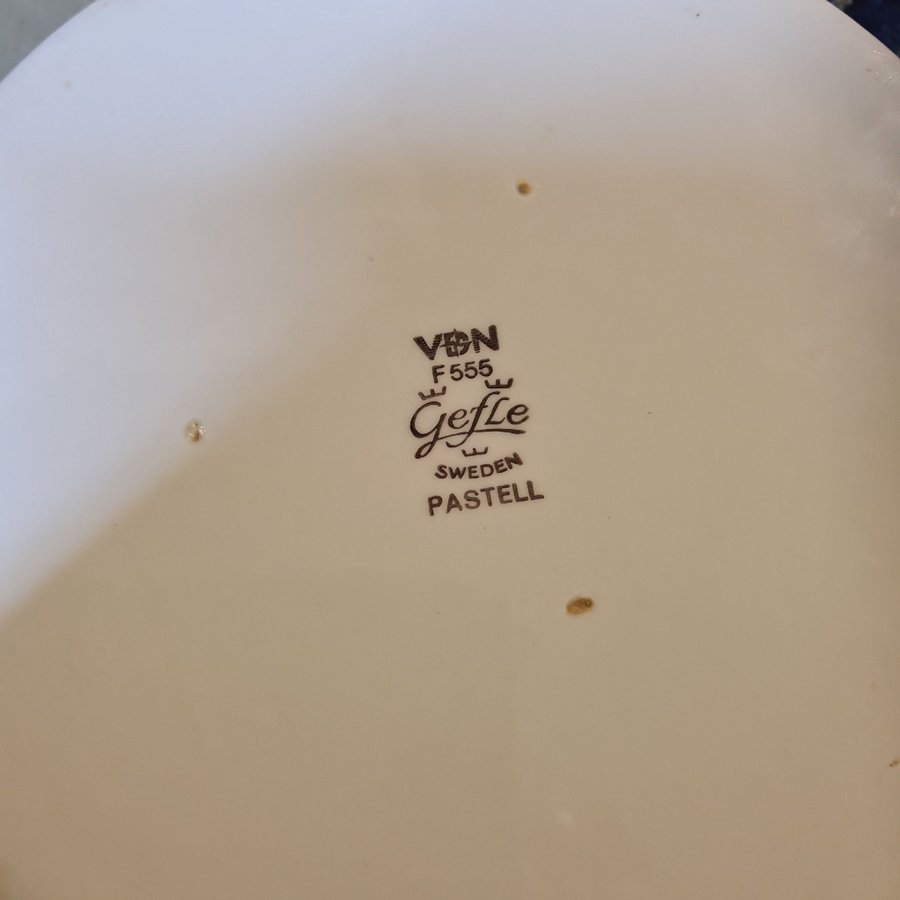 VDN
F555
Gefle
SWEDEN
PASTELL